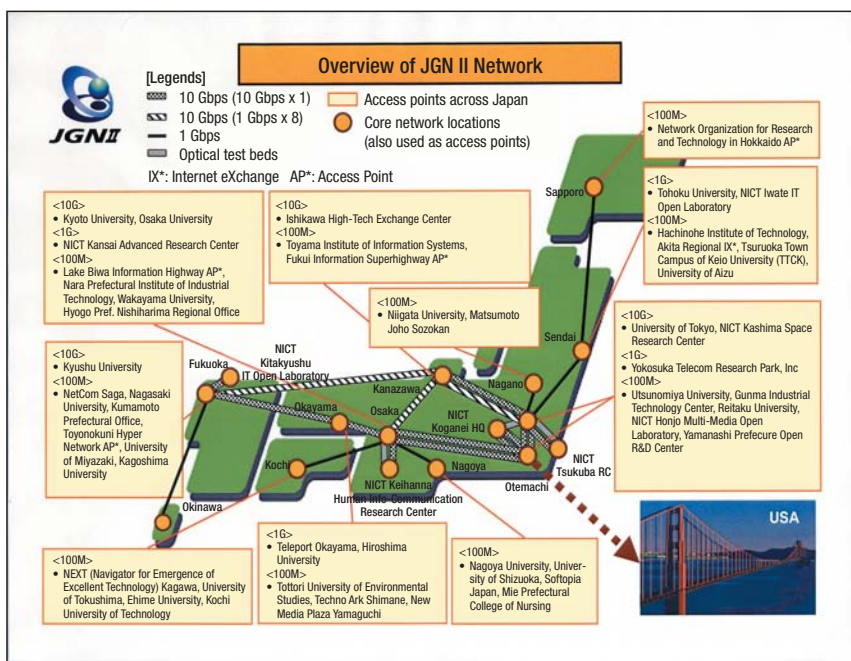 Overview of JGN II Network
JGNII
[Legends]
10 Gbps (10 Gbps x 1)
10 Gbps (1 Gbps x 8)
1 Gbps
Optical test beds
Access points across Japan
Core network locations
(also used as access points)
IX*: Internet eXchange AP*: Access Point
<100M>
• Network Organization for Research
and Technology in Hokkaido AP*
<1G>
• Tohoku University, NICT Iwate IT
Open Laboratory
<100M>
• Hachinohe Institute of Technology,
Akita Regional IX*, Tsuruoka Town
Campus of Keio University (TTCK),
University of Aizu
<10G>
• Kyoto University, Osaka University
<1G>
• NICT Kansai Advanced Research Center
<100M>
• Lake Biwa Information Highway AP*,
Nara Prefectural Institute of Industrial
Technology, Wakayama University,
Hyogo Pref. Nishiharima Regional Office
<10G>
• Ishikawa High-Tech Exchange Center
<100M>
• Toyama Institute of Information Systems,
Fukui Information Superhighway AP*
<100M>
• Niigata University, Matsumoto
Joho Sozokan
<10G>
• University of Tokyo, NICT Kashima Space
Research Center
<1G>
• Yokosuka Telecom Research Park, Inc
<100M>
• Utsunomiya University, Gunma Industrial
Technology Center, Reitaku University,
NICT Honjo Multi-Media Open
Laboratory, Yamanashi Prefecure Open
R&D Center
<10G>
• Kyushu University
<100M>
• NetCom Saga, Nagasaki
University, Kumamoto
Prefectural Office,
Toyonokuni Hyper
Network AP*, University
of Miyazaki, Kagoshima
University
Sapporo
Sendai
Nagano
Kanazawa
NICT
Kitakyushu
IT Open Laboratory
Fukuoka
Okayama
Osaka
NICT
Koganei HQ
NICT
Tsukuba RC
Otemachi
Nagoya
Kochi
NICT Keihanna
Human Info-Communication
Research Center
Okinawa
USA
<100M>
• NEXT (Navigator for Emergence of
Excellent Technology) Kagawa, University
of Tokushima, Ehime University, Kochi
University of Technology
<1G>
• Teleport Okayama, Hiroshima
University
<100M>
• Tottori University of Environmental
Studies, Techno Ark Shimane, New
Media Plaza Yamaguchi
<100M>
• Nagoya University, Univer-
sity of Shizuoka, Softopia
Japan, Mie Prefectural
College of Nursing